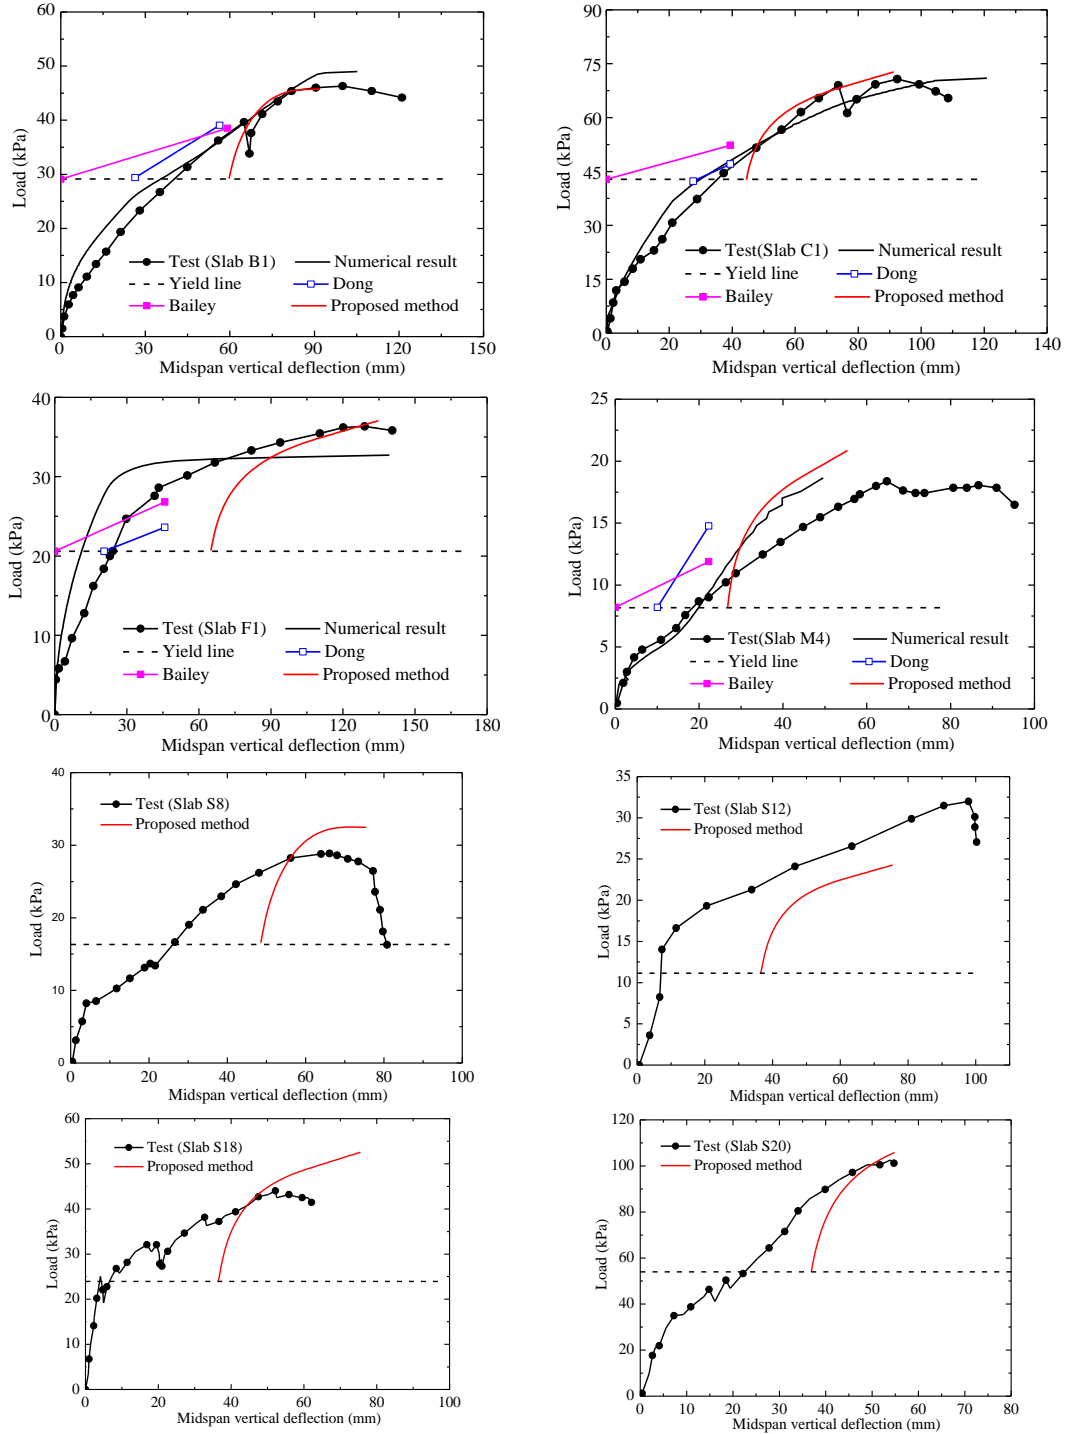 60
50
40
30
20
10
0
Load (kPa)
Test (Slab B1)
Numerical result
Yield line
Dong
Bailey
Proposed method
0
30
60
90
120
150
Midspan vertical deflection (mm)
90
75
60
45
30
15
0
Load (kPa)
Test(Slab C1)
Numerical result
Yield line
Dong
Bailey
Proposed method
0
20
40
60
80
100
120
140
Midspan vertical deflection (mm)
40
30
20
10
0
Load (kPa)
Test (Slab F1)
Numerical result
Yield line
Dong
Bailey
Proposed method
0
30
60
90
120
150
180
Midspan vertical deflection (mm)
25
20
15
10
5
0
Load (kPa)
Test(Slab M4)
Numerical result
Yield line
Dong
Bailey
Proposed method
0
20
40
60
80
100
Midspan vertical deflection (mm)
40
30
20
10
0
Load (kPa)
Test (Slab S8)
Proposed method
0
20
40
60
80
100
Midspan vertical deflection (mm)
35
30
25
20
15
10
5
0
Load (kPa)
Test (Slab S12)
Proposed method
0
20
40
60
80
100
Midspan vertical deflection (mm)
60
50
40
30
20
10
0
Load (kPa)
Test (Slab S18)
Proposed method
0
20
40
60
80
100
Midspan vertical deflection (mm)
120
100
80
60
40
20
0
Load (kPa)
Test (Slab S20)
Proposed method
0
10
20
30
40
50
60
70
80
Midspan vertical deflection (mm)